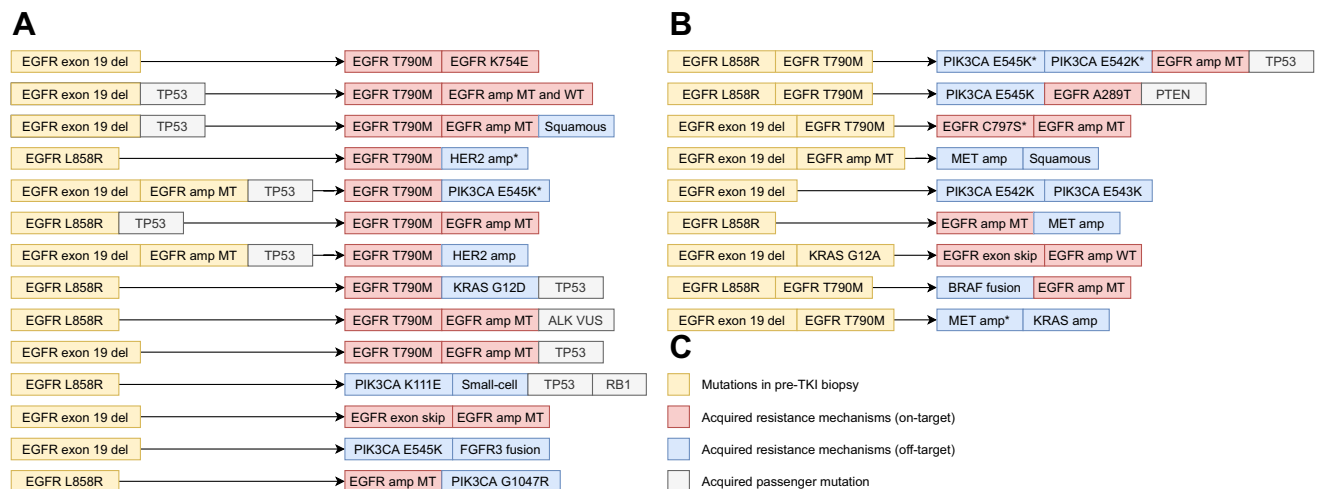 A
EGFR exon 19 del EGFR T790M EGFR K754E
EGFR exon 19 del TP53 EGFR T790M EGFR amp MT and WT
EGFR exon 19 del TP53 EGFR T790M EGFR amp MT Squamous
EGFR L858R EGFR T790M HER2 amp*
EGFR exon 19 del EGFR amp MT TP53 EGFR T790M PIK3CA E545K*
EGFR L858R TP53 EGFR T790M EGFR amp MT
EGFR exon 19 del EGFR amp MT TP53 EGFR T790M HER2 amp
EGFR L858R EGFR T790M KRAS G12D TP53
EGFR L858R EGFR T790M EGFR amp MT ALK VUS
EGFR exon 19 del EGFR T790M EGFR amp MT TP53
EGFR L858R PIK3CA K111E Small-cell TP53 RB1
EGFR exon 19 del EGFR exon skip EGFR amp MT
EGFR exon 19 del PIK3CA E545K FGFR3 fusion
EGFR L858R EGFR amp MT PIK3CA G1047R
B
EGFR L858R EGFR T790M PIK3CA E545K* PIK3CA E542K* EGFR amp MT TP53
EGFR L858R EGFR T790M PIK3CA E545K EGFR A289T PTEN
EGFR exon 19 del EGFR T790M EGFR C797S* EGFR amp MT
EGFR exon 19 del EGFR amp MT MET amp Squamous
EGFR exon 19 del PIK3CA E542K PIK3CA E543K
EGFR L858R EGFR amp MT MET amp
EGFR exon 19 del KRAS G12A EGFR exon skip EGFR amp WT
EGFR L858R EGFR T790M BRAF fusion EGFR amp MT
EGFR exon 19 del EGFR T790M MET amp* KRAS amp
C
Mutations in pre-TKI biopsy
Acquired resistance mechanisms (on-target)
Acquired resistance mechanisms (off-target)
Acquired passenger mutation